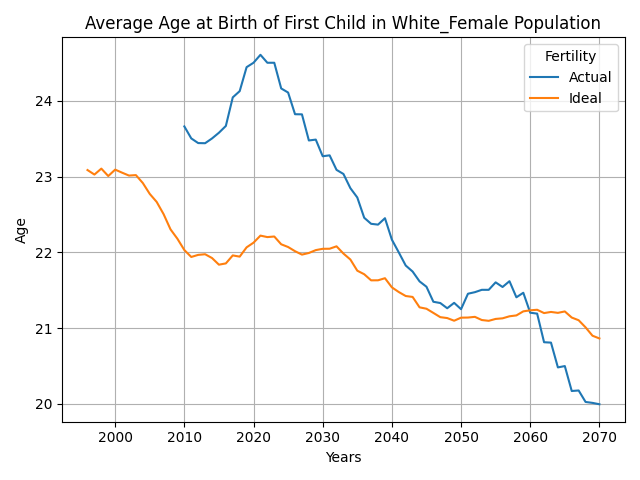 Average Age at Birth of First Child in White_Female Population
Fertility
Actual
Ideal
Age
24
23
22
21
20
2000 2010 2020 2030 2040 2050 2060 2070
Years